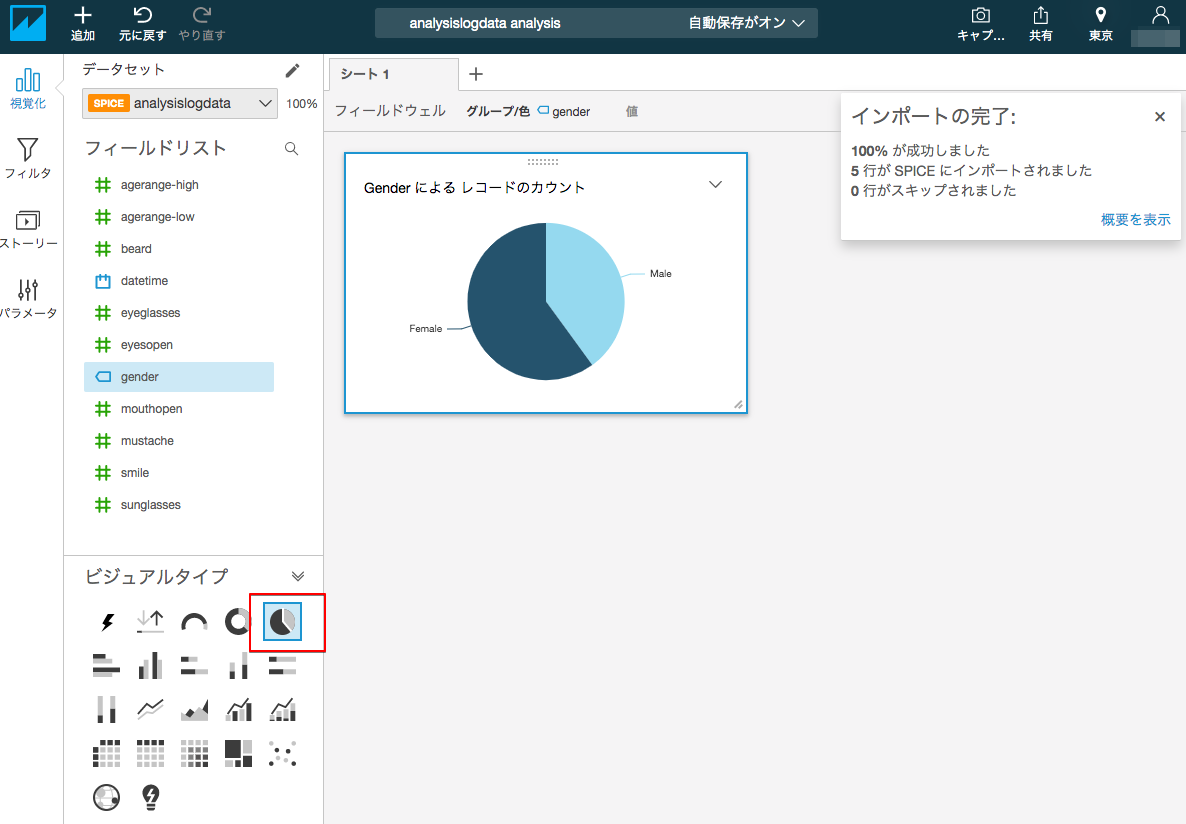 追加
元に戻す
やり直す
analysislogdata analysis
自動保存がオン
キャプ...
共有
東京
視覚化
フィルタ
ストーリー
パラメータ
データセット
SPICE analysislogdata 100%
フィールドリスト
agerange-high
agerange-low
beard
datetime
eyeglasses
eyesopen
gender
mouthopen
mustache
smile
sunglasses
ビジュアルタイプ
シート 1
フィールドウェル グループ/色 gender 値
Gender による レコードのカウント
Male
Female
インポートの完了:
100% が成功しました
5 行が SPICE にインポートされました
0 行がスキップされました
概要を表示